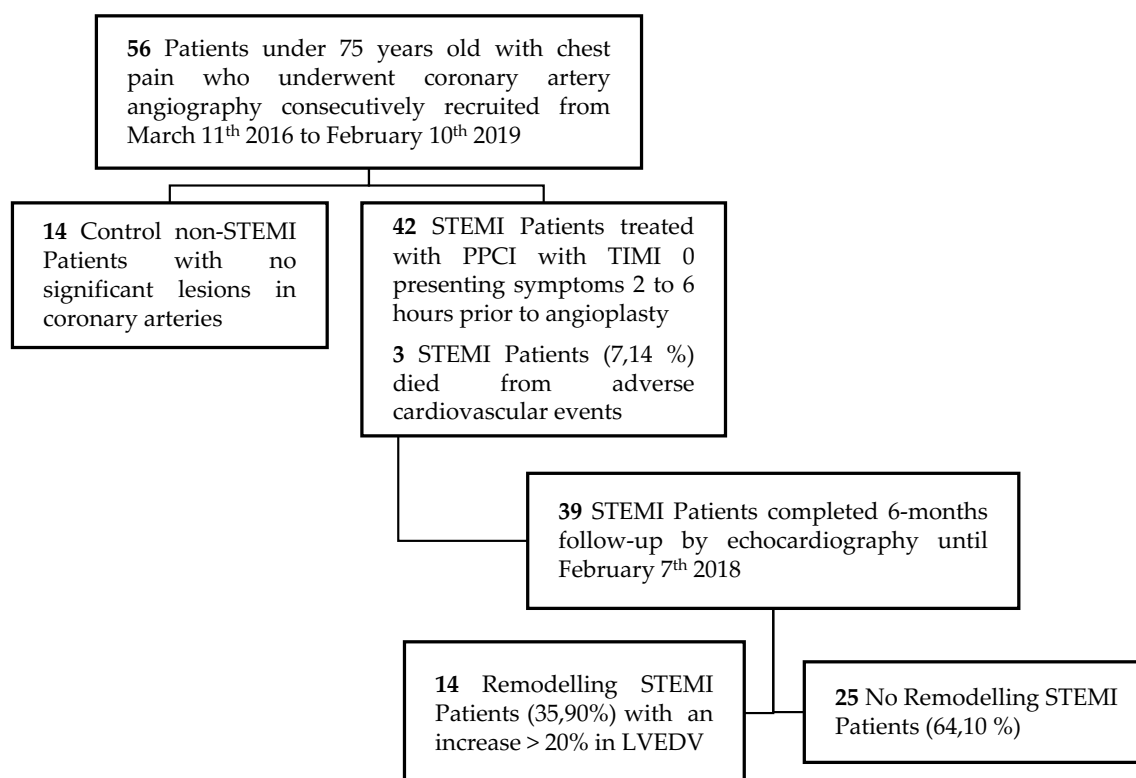 56 Patients under 75 years old with chest
pain who underwent coronary artery
angiography consecutively recruited from
March 11th 2016 to February 10th 2019
14 Control non-STEMI
Patients with no
significant lesions in
coronary arteries
42 STEMI Patients treated
with PPCI with TIMI 0
presenting symptoms 2 to 6
hours prior to angioplasty
3 STEMI Patients (7,14 %)
died from adverse
cardiovascular events
39 STEMI Patients completed 6-months
follow-up by echocardiography until
February 7th 2018
14 Remodelling STEMI
Patients (35,90%) with an
increase > 20% in LVEDV
25 No Remodelling STEMI
Patients (64,10 %)